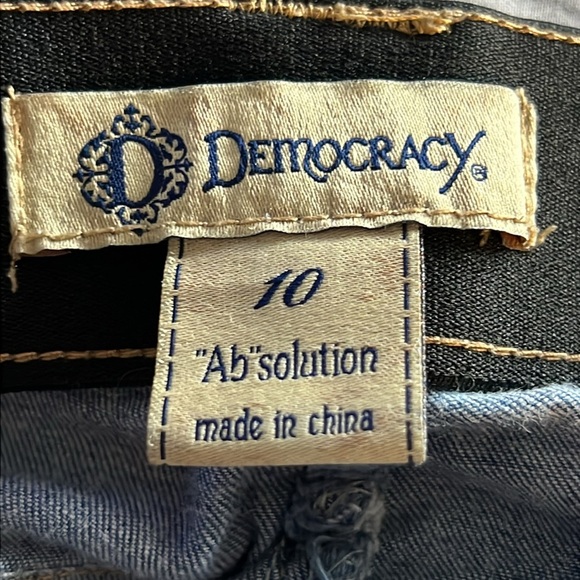 D DEMOCRACY®
10
"Ab"solution
made in china